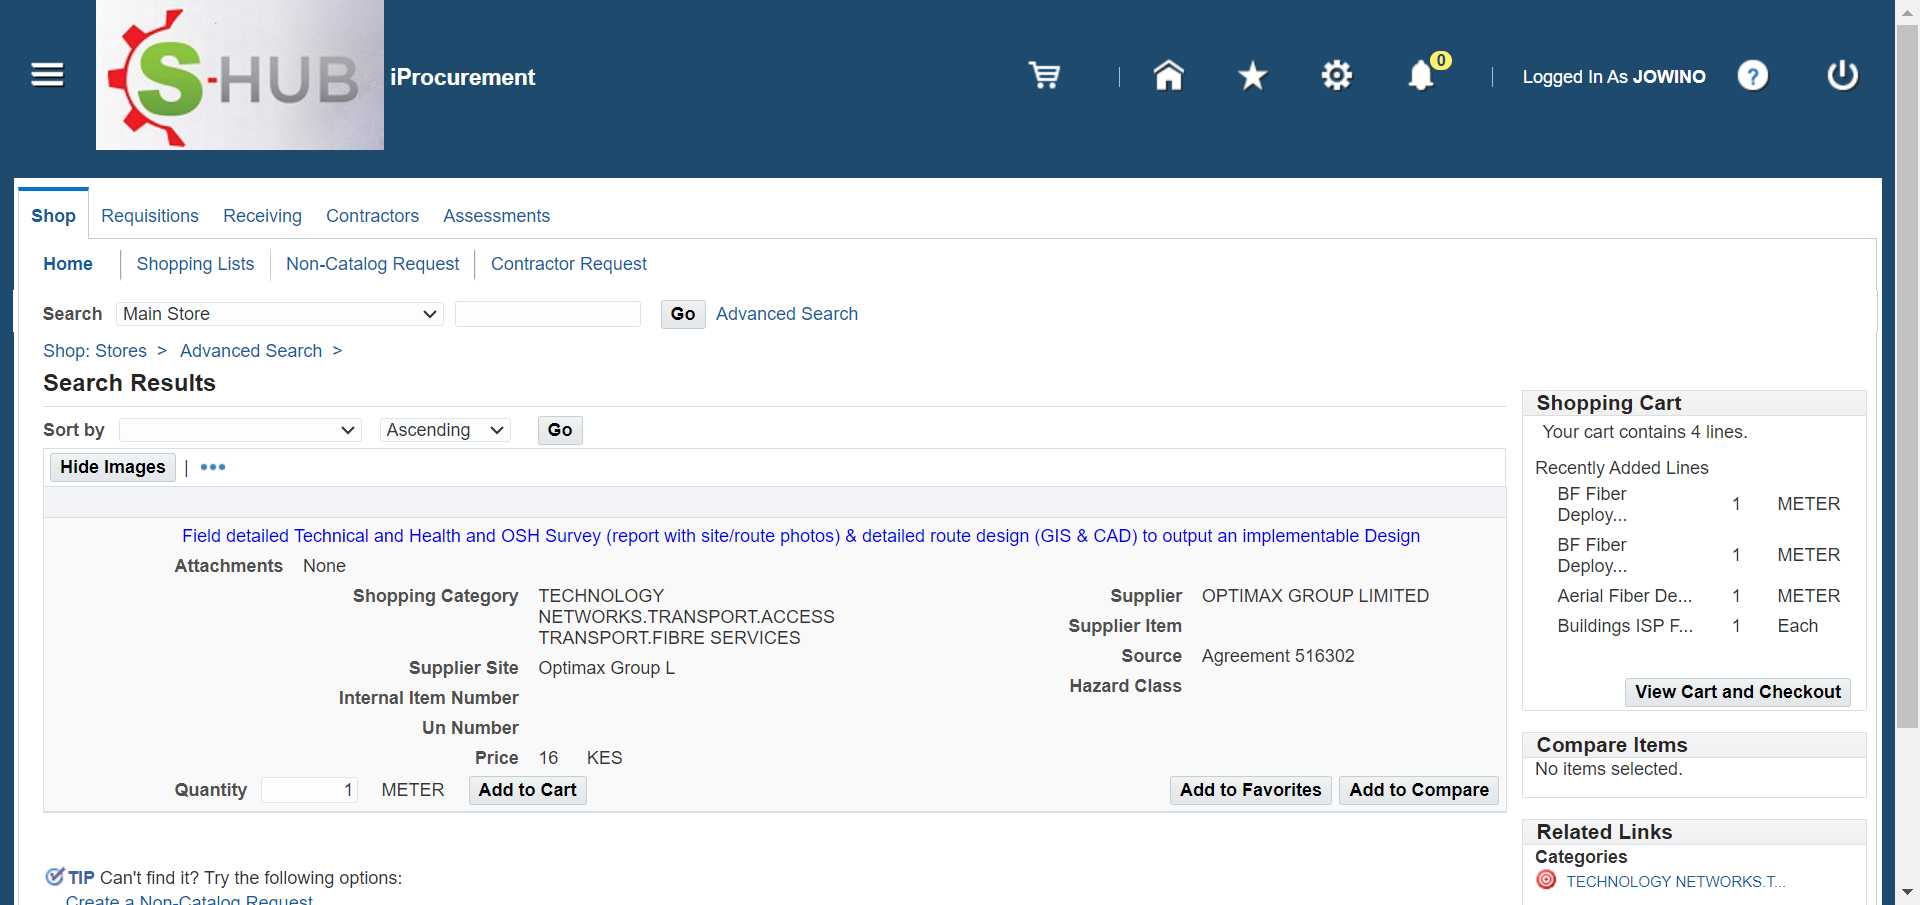 S-HUB
iProcurement
0
Logged In As JOWINO
?
Shop Requisitions Receiving Contractors Assessments
Home Shopping Lists Non-Catalog Request Contractor Request
Search Main Store Go Advanced Search
Shop: Stores > Advanced Search >
Search Results
Sort by Ascending Go
Hide Images | •••
Field detailed Technical and Health and OSH Survey (report with site/route photos) & detailed route design (GIS & CAD) to output an implementable Design
Attachments None
Shopping Category TECHNOLOGY
NETWORKS.TRANSPORT.ACCESS
TRANSPORT.FIBRE SERVICES
Supplier Site Optimax Group L
Internal Item Number
Un Number
Price 16 KES
Supplier OPTIMAX GROUP LIMITED
Supplier Item
Source Agreement 516302
Hazard Class
Quantity 1 METER Add to Cart Add to Favorites Add to Compare
TIP Can't find it? Try the following options:
Create a Non-Catalog Request
Shopping Cart
Your cart contains 4 lines.
Recently Added Lines
BF Fiber
Deploy... 1 METER
BF Fiber
Deploy... 1 METER
Aerial Fiber De... 1 METER
Buildings ISP F... 1 Each
View Cart and Checkout
Compare Items
No items selected.
Related Links
Categories
TECHNOLOGY NETWORKS.T...